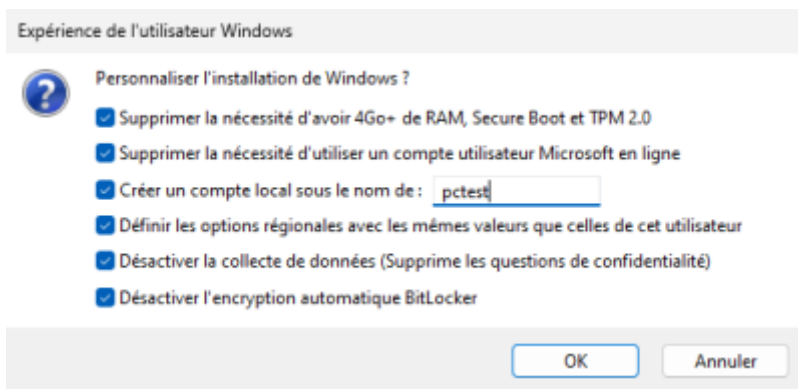 Expérience de l'utilisateur Windows
Personnaliser l'installation de Windows ?
Supprimer la nécessité d'avoir 4Go+ de RAM, Secure Boot et TPM 2.0
Supprimer la nécessité d'utiliser un compte utilisateur Microsoft en ligne
Créer un compte local sous le nom de : pctest
Définir les options régionales avec les mêmes valeurs que celles de cet utilisateur
Désactiver la collecte de données (Supprime les questions de confidentialité)
Désactiver l'encryption automatique BitLocker
OK Annuler